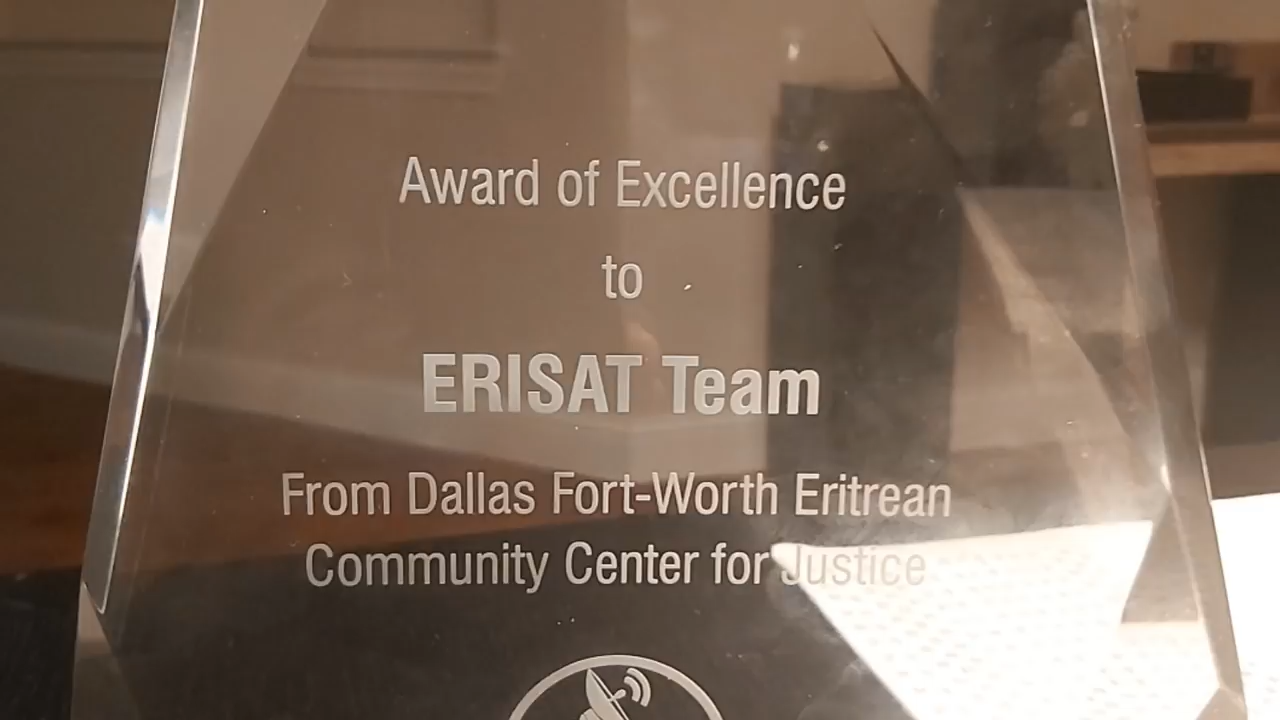 Award of Excellence
to
ERISAT Team
From Dallas Fort-Worth Eritrean
Community Center for Justice